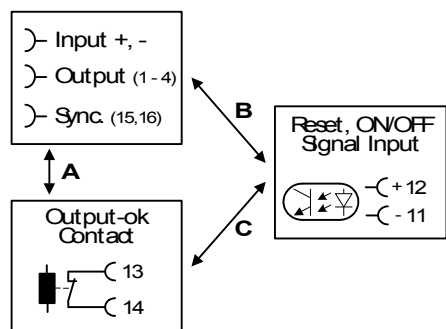 Input +, -
Output (1 - 4)
Sync. (15,16)
B
Reset, ON/OFF
Signal Input
+ 12
- 11
A
Output-ok
Contact
13
14
C